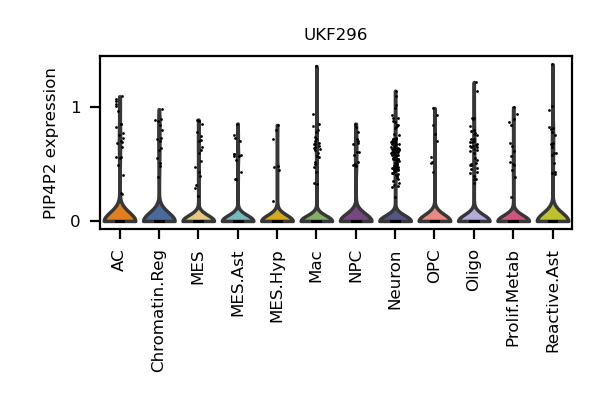 UKF296
PIP4P2 expression
1
0
AC
Chromatin.Reg
MES
MES.Ast
MES.Hyp
Mac
NPC
Neuron
OPC
Oligo
Prolif.Metab
Reactive.Ast